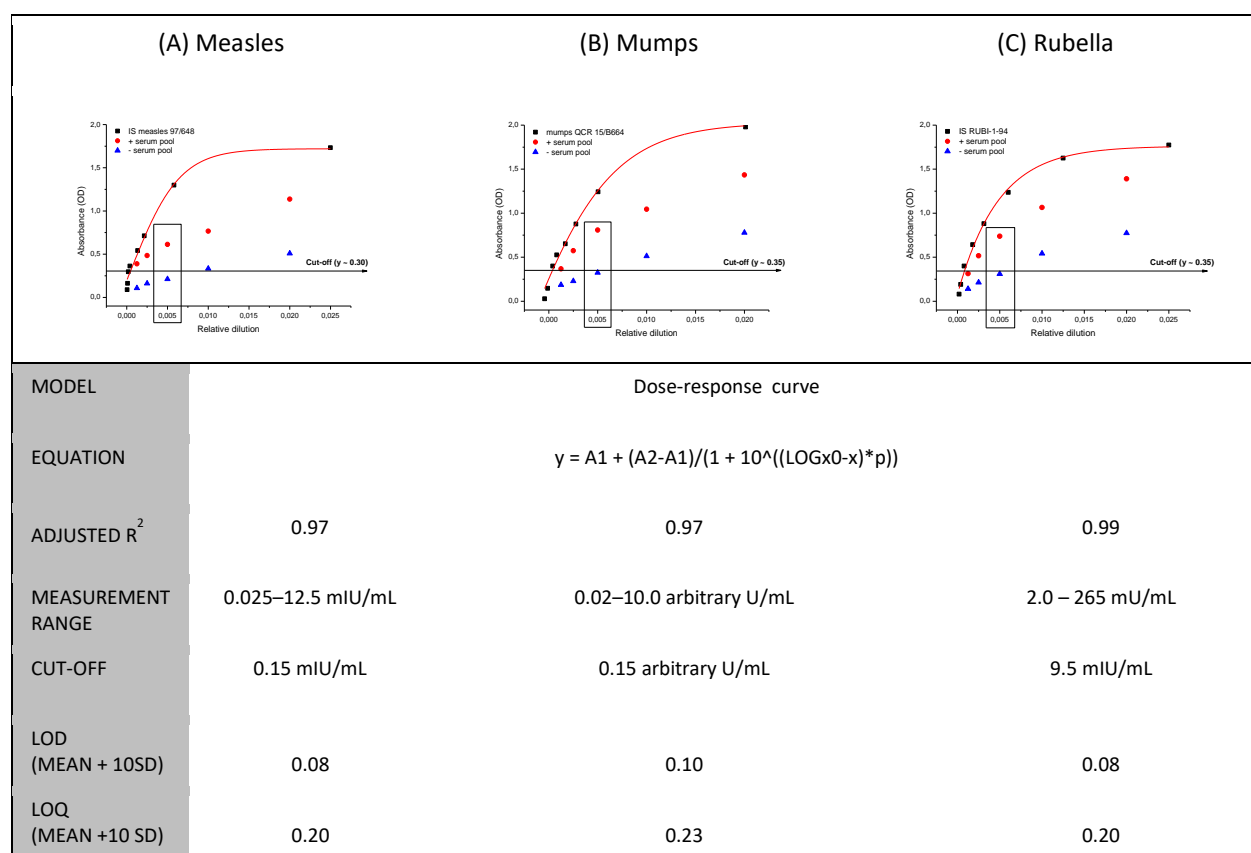 (A) Measles
(B) Mumps
(C) Rubella
IS measles 97/648
+ serum pool
- serum pool
2,0
1,5
1,0
0,5
0,0
Absorbance (OD)
Cut-off (y ~ 0.30)
0,000 0,005 0,010 0,015 0,020 0,025
Relative dilution
mumps QCR 15/B664
+ serum pool
- serum pool
2,0
1,5
1,0
0,5
0,0
Absorbance (OD)
Cut-off (y ~ 0.35)
0,000 0,005 0,010 0,015 0,020
Relative dilution
IS RUBI-1-94
+ serum pool
- serum pool
2,0
1,5
1,0
0,5
0,0
Absorbance (OD)
Cut-off (y ~ 0.35)
0,000 0,005 0,010 0,015 0,020 0,025
Relative dilution
MODEL Dose-response curve
EQUATION y = A1 + (A2-A1)/(1 + 10^((LOGx0-x)*p))
ADJUSTED R² 0.97 0.97 0.99
MEASUREMENT 0.025–12.5 mIU/mL 0.02–10.0 arbitrary U/mL 2.0 – 265 mU/mL
RANGE
CUT-OFF 0.15 mIU/mL 0.15 arbitrary U/mL 9.5 mIU/mL
LOD
(MEAN + 10SD) 0.08 0.10 0.08
LOQ
(MEAN +10 SD) 0.20 0.23 0.20